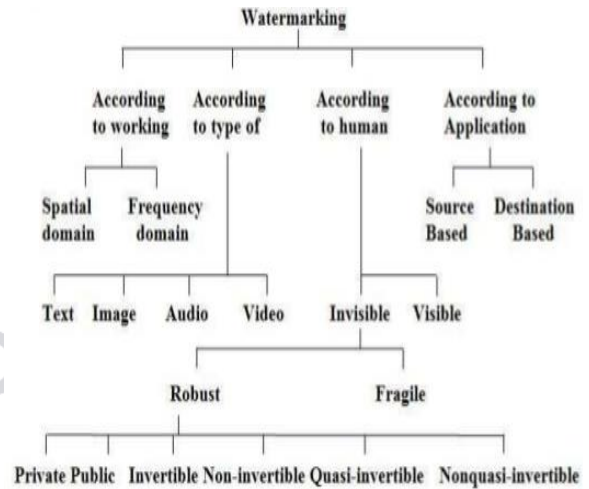 Watermarking
According According According According to
to working to type of to human Application
Spatial Frequency Source Destination
domain domain Based Based
Text Image Audio Video Invisible Visible
Robust Fragile
Private Public Invertible Non-invertible Quasi-invertible Nonquasi-invertible